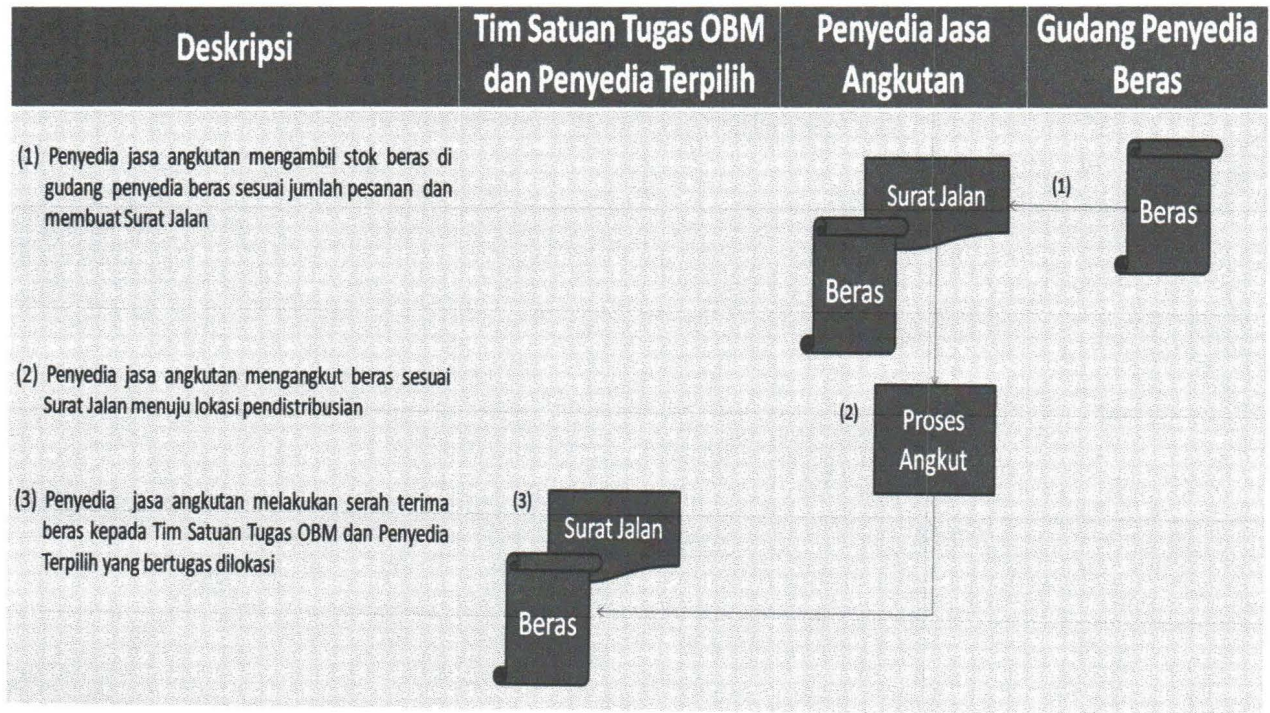 Deskripsi
Tim Satuan Tugas OBM
dan Penyedia Terpilih
Penyedia Jasa
Angkutan
Gudang Penyedia
Beras
(1) Penyedia jasa angkutan mengambil stok beras di
gudang penyedia beras sesuai jumlah pesanan dan
membuat Surat Jalan
Surat Jalan
(1)
Beras
Beras
(2) Penyedia jasa angkutan mengangkut beras sesuai
Surat Jalan menuju lokasi pendistribusian
(2)
Proses
Angkut
(3) Penyedia jasa angkutan melakukan serah terima
beras kepada Tim Satuan Tugas OBM dan Penyedia
Terpilih yang bertugas dilokasi
(3)
Surat Jalan
Beras